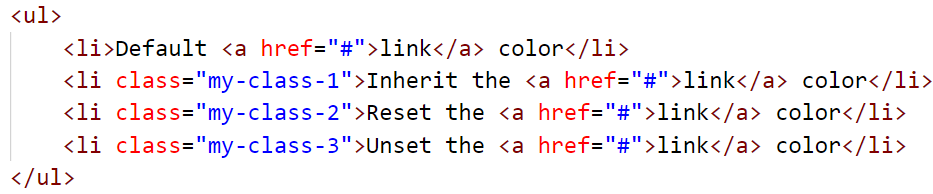 <ul>
    <li>Default <a href="#">link</a> color</li>
    <li class="my-class-1">Inherit the <a href="#">link</a> color</li>
    <li class="my-class-2">Reset the <a href="#">link</a> color</li>
    <li class="my-class-3">Unset the <a href="#">link</a> color</li>
</ul>